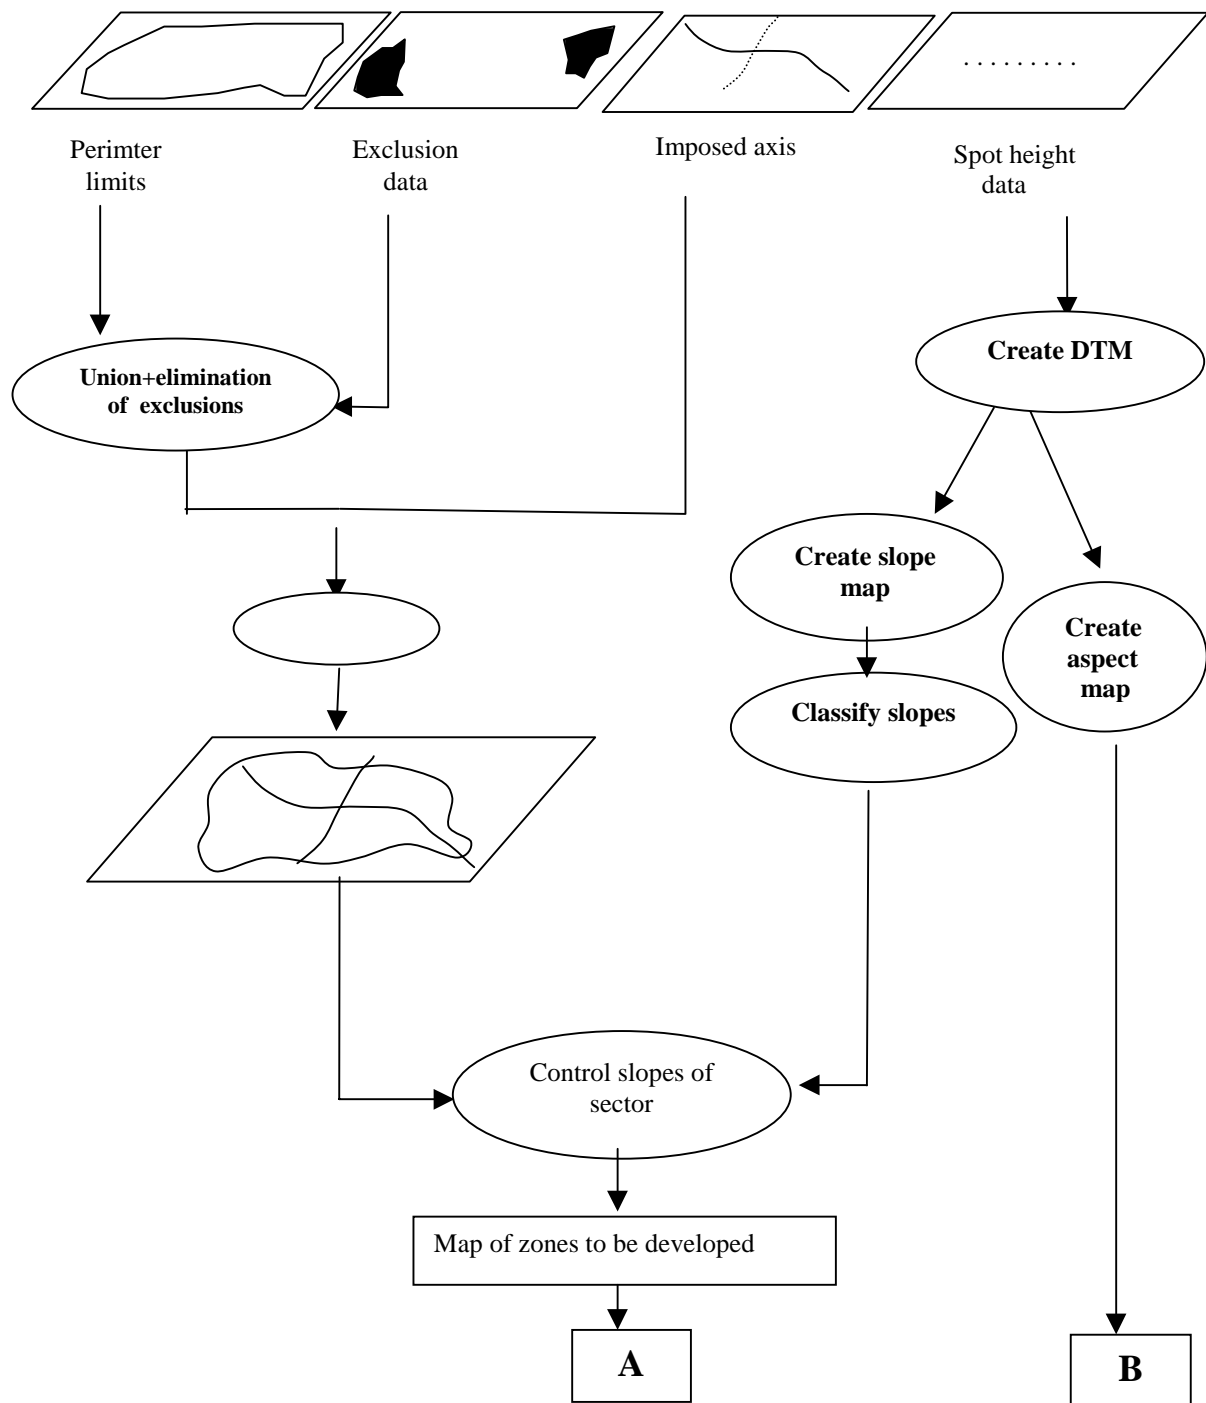 Perimter
limits
Exclusion
data
Imposed axis
Spot height
data
Union+elimination
of exclusions
Create DTM
Create slope
map
Create
aspect
map
Classify slopes
Control slopes of
sector
Map of zones to be developed
A
B